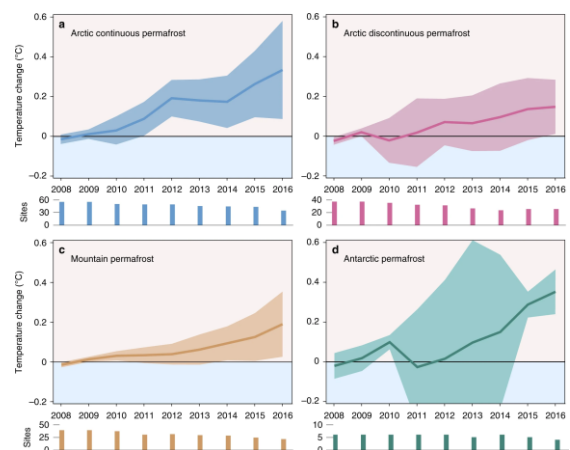 a
Arctic continuous permafrost
Temperature change (°C)
0.6
0.4
0.2
0
−0.2
2008 2009 2010 2011 2012 2013 2014 2015 2016
Sites
60
30
0
b
Arctic discontinuous permafrost
0.6
0.4
0.2
0
−0.2
2008 2009 2010 2011 2012 2013 2014 2015 2016
40
20
0
c
Mountain permafrost
Temperature change (°C)
0.6
0.4
0.2
0
−0.2
2008 2009 2010 2011 2012 2013 2014 2015 2016
Sites
50
25
0
d
Antarctic permafrost
0.6
0.4
0.2
0
−0.2
2008 2009 2010 2011 2012 2013 2014 2015 2016
10
5
0